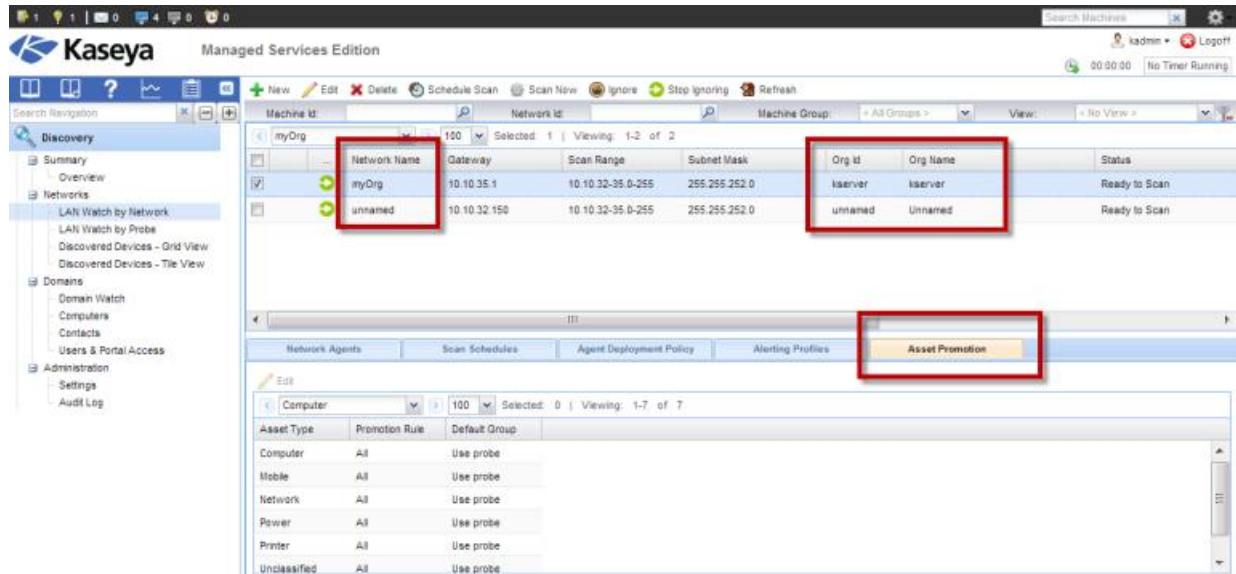 1 1 0 4 0 0 Search Machines
Kaseya Managed Services Edition
kadmin Logoff
00:00:00 No Timer Running
New Edit Delete Schedule Scan Scan Now Ignore Stop Ignoring Refresh
Search Navigation
Machine Id: Network Id: Machine Group: < All Groups > View: < No View >
Discovery
Summary
Overview
Networks
LAN Watch by Network
LAN Watch by Probe
Discovered Devices - Grid View
Discovered Devices - Tile View
Domains
Domain Watch
Computers
Contacts
Users & Portal Access
Administration
Settings
Audit Log
myOrg 100 Selected: 1 | Viewing: 1-2 of 2
... Network Name Gateway Scan Range Subnet Mask Org Id Org Name Status
myOrg 10.10.35.1 10.10.32-35.0-255 255.255.252.0 kserver kserver Ready to Scan
unnamed 10.10.32.150 10.10.32-35.0-255 255.255.252.0 unnamed Unnamed Ready to Scan
Network Agents Scan Schedules Agent Deployment Policy Alerting Profiles Asset Promotion
Edit
Computer 100 Selected: 0 | Viewing: 1-7 of 7
Asset Type Promotion Rule Default Group
Computer All Use probe
Mobile All Use probe
Network All Use probe
Power All Use probe
Printer All Use probe
Unclassified All Use probe